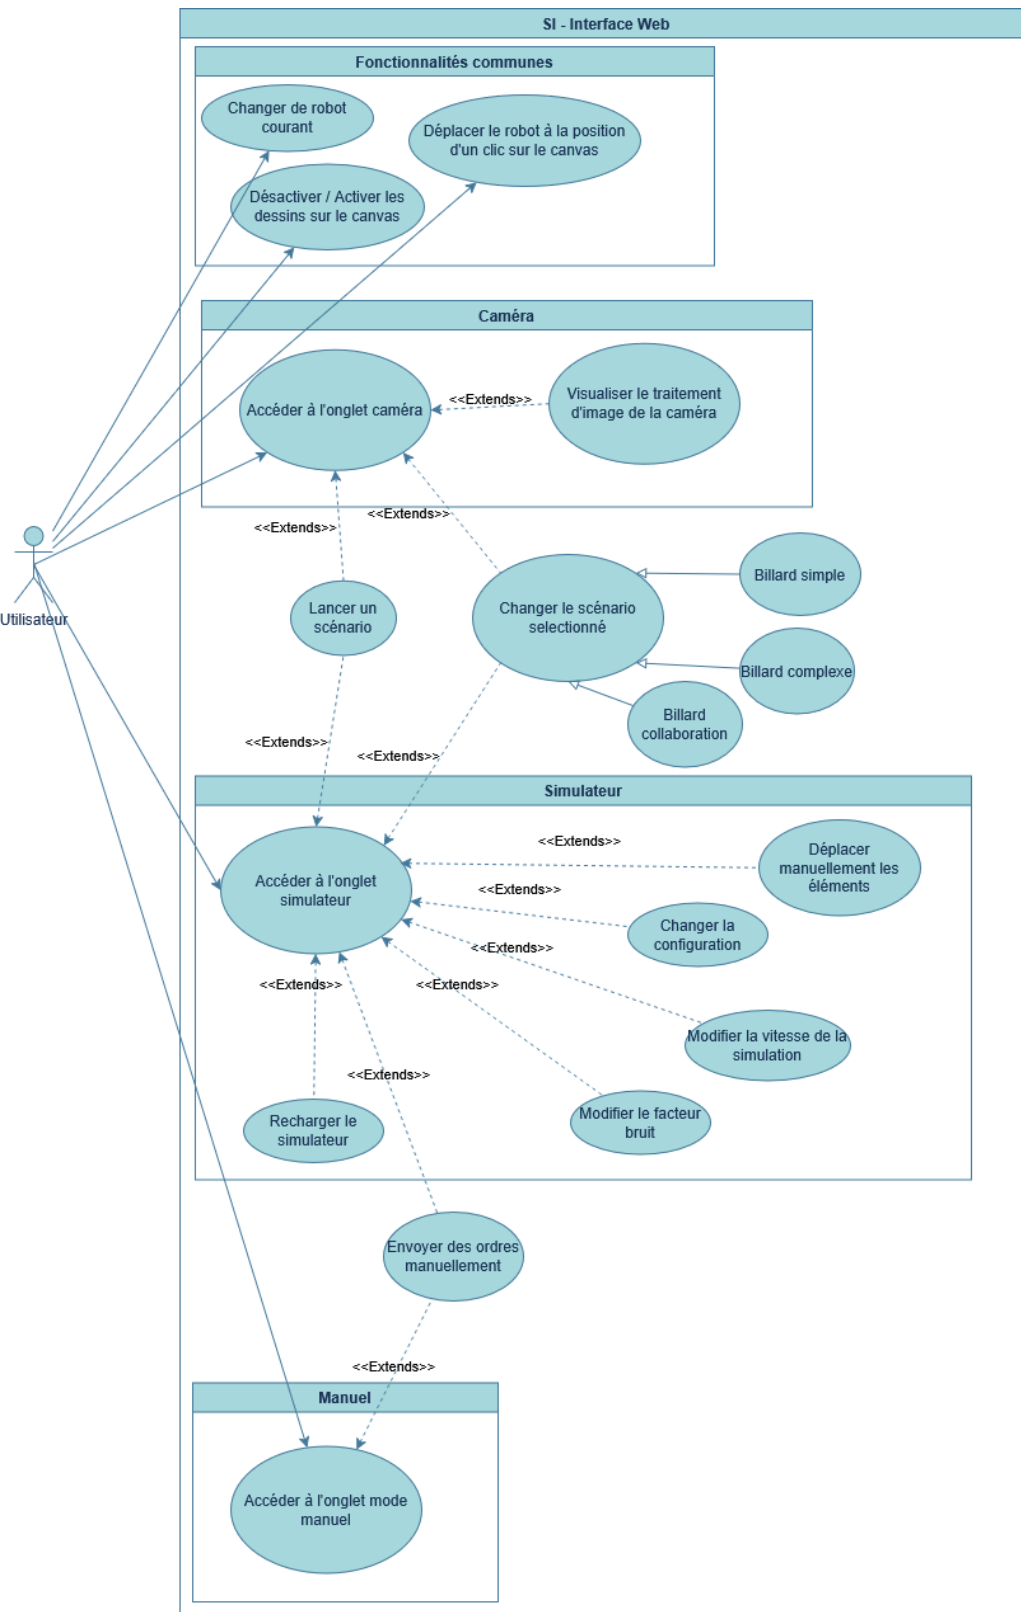 SI - Interface Web
Fonctionnalités communes
Changer de robot
courant
Déplacer le robot à la position
d'un clic sur le canvas
Désactiver / Activer les
dessins sur le canvas
Caméra
Accéder à l'onglet caméra
<<Extends>>
Visualiser le traitement
d'image de la caméra
<<Extends>>
<<Extends>>
Utilisateur
Lancer un
scénario
Changer le scénario
selectionné
Billard simple
Billard complexe
Billard
collaboration
<<Extends>>
<<Extends>>
Simulateur
Accéder à l'onglet
simulateur
<<Extends>>
Déplacer
manuellement les
éléments
<<Extends>>
Changer la
configuration
<<Extends>>
<<Extends>>
<<Extends>>
Modifier la vitesse de la
simulation
<<Extends>>
Recharger le
simulateur
Modifier le facteur
bruit
Envoyer des ordres
manuellement
<<Extends>>
Manuel
Accéder à l'onglet mode
manuel